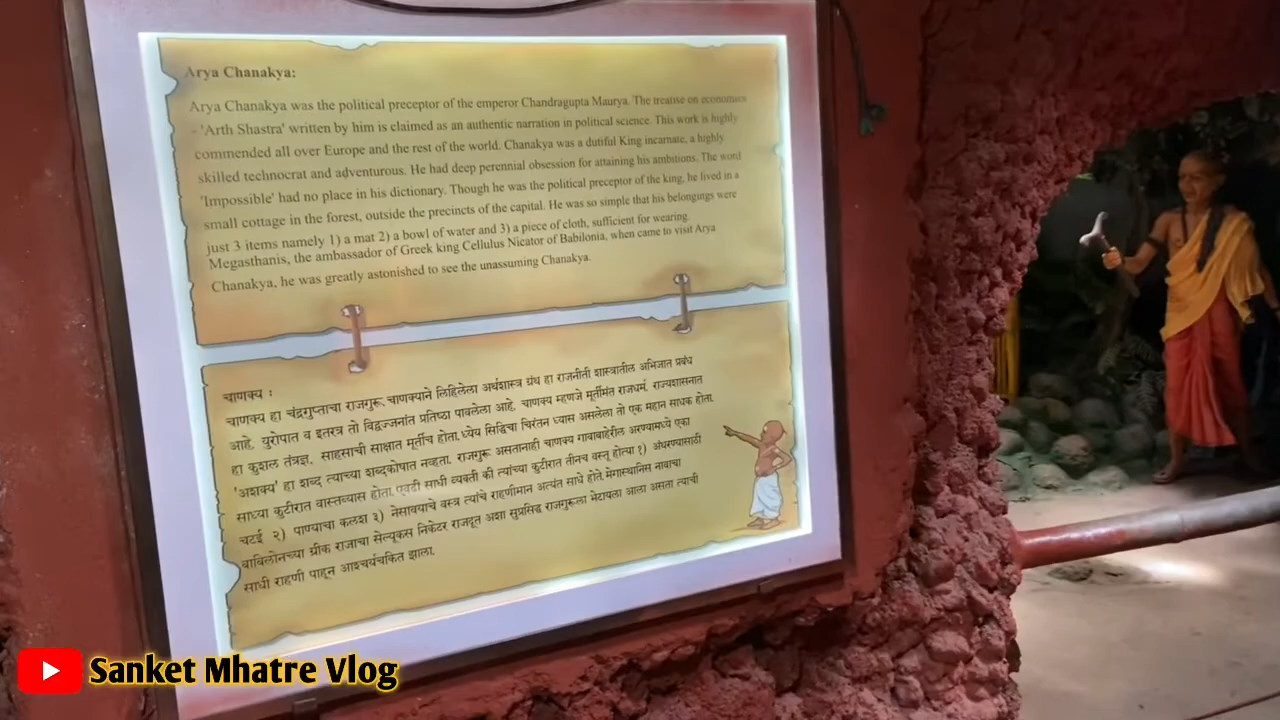 Arya Chanakya:
Arya Chanakya was the political preceptor of the emperor Chandragupta Maurya. The treatise on economics
- 'Arth Shastra' written by him is claimed as an authentic narration in political science. This work is highly
commended all over Europe and the rest of the world. Chanakya was a dutiful King incarnate, a highly
skilled technocrat and adventurous. He had deep perennial obsession for attaining his ambitions. The word
'Impossible' had no place in his dictionary. Though he was the political preceptor of the king, he lived in a
small cottage in the forest, outside the precincts of the capital. He was so simple that his belongings were
just 3 items namely 1) a mat 2) a bowl of water and 3) a piece of cloth, sufficient for wearing.
Megasthanis, the ambassador of Greek king Cellulus Nicator of Babilonia, when came to visit Arya
Chanakya, he was greatly astonished to see the unassuming Chanakya.
चाणक्य :
चाणक्य हा चंद्रगुप्ताचा राजगुरू. चाणक्याने लिहिलेला अर्थशास्त्र ग्रंथ हा राजनीती शास्त्रातील अभिजात प्रबंध
आहे. युरोपात व इतरत्र तो विद्वज्जनांत प्रतिष्ठा पावलेला आहे. चाणक्य म्हणजे मूर्तीमंत राजधर्म. राज्यशासनात
हा कुशल तंत्रज्ञ. साहसाची साक्षात मूर्तीच होता. ध्येय सिद्धिचा चिरंतन ध्यास असलेला तो एक महान साधक होता.
'अशक्य' हा शब्द त्याच्या शब्दकोषात नव्हता. राजगुरू असतानाही चाणक्य गावाबाहेरील अरण्यामध्ये एका
साध्या कुटीरात वास्तव्यास होता. एवढी साधी व्यक्ती की त्यांच्या कुटीरात तीनच वस्तू होत्या १) अंथरण्यासाठी
चटई २) पाण्याचा कलश ३) नेसावयाचे वस्त्र त्यांचे राहणीमान अत्यंत साधे होते. मेगास्थानिस नावाचा
बाबिलोनच्या ग्रीक राजाचा सेल्यूकस निकेटर राजदूत अशा सुप्रसिद्ध राजगुरूला भेटायला आला असता त्याची
साधी राहणी पाहून आश्चर्यचकित झाला.
Sanket Mhatre Vlog